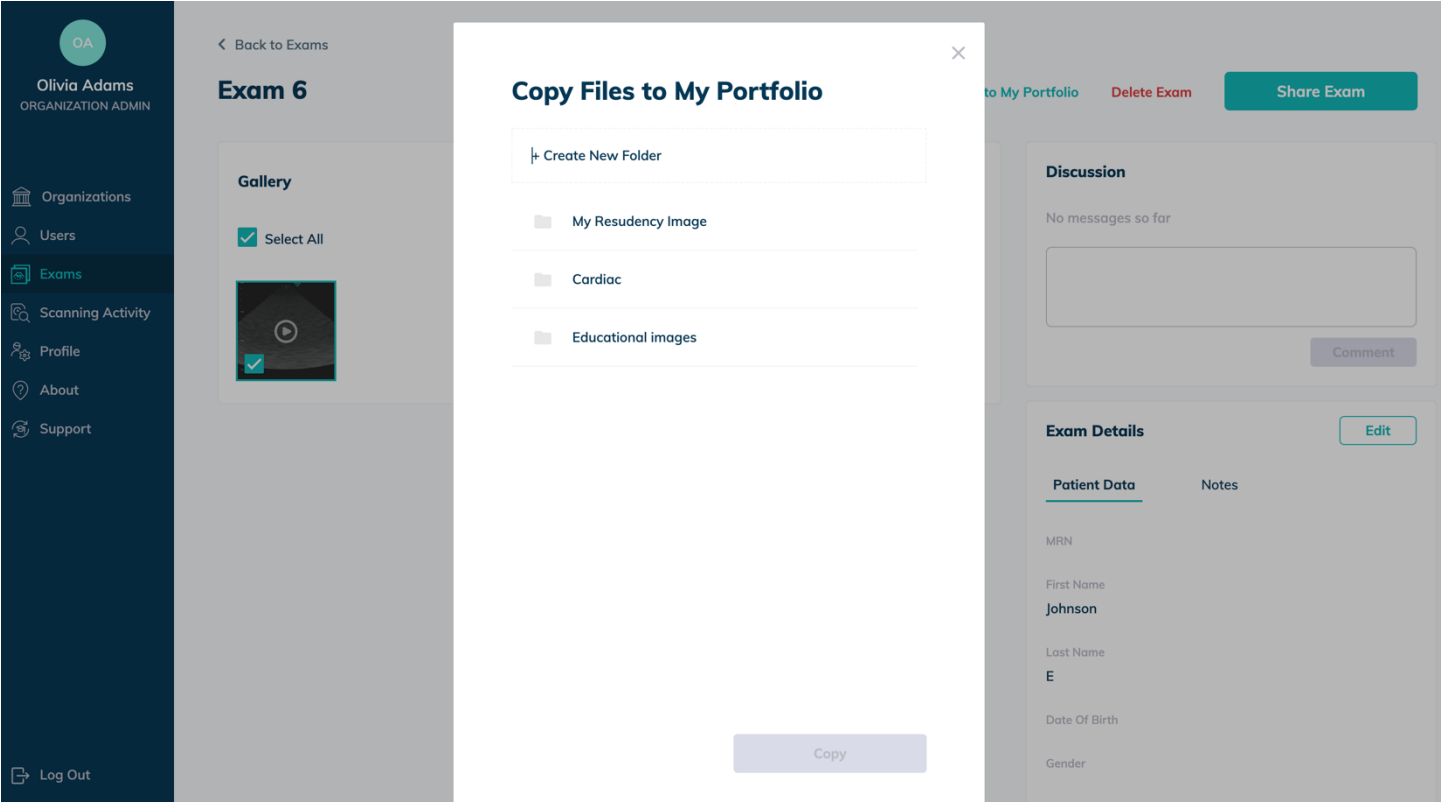 OA
Olivia Adams
ORGANIZATION ADMIN
Organizations
Users
Exams
Scanning Activity
Profile
About
Support
Log Out
Back to Exams
Exam 6
to My Portfolio
Delete Exam
Share Exam
Gallery
Select All
Copy Files to My Portfolio
+ Create New Folder
My Resudency Image
Cardiac
Educational images
Copy
Discussion
No messages so far
Comment
Exam Details
Edit
Patient Data
Notes
MRN
First Name
Johnson
Last Name
E
Date Of Birth
Gender